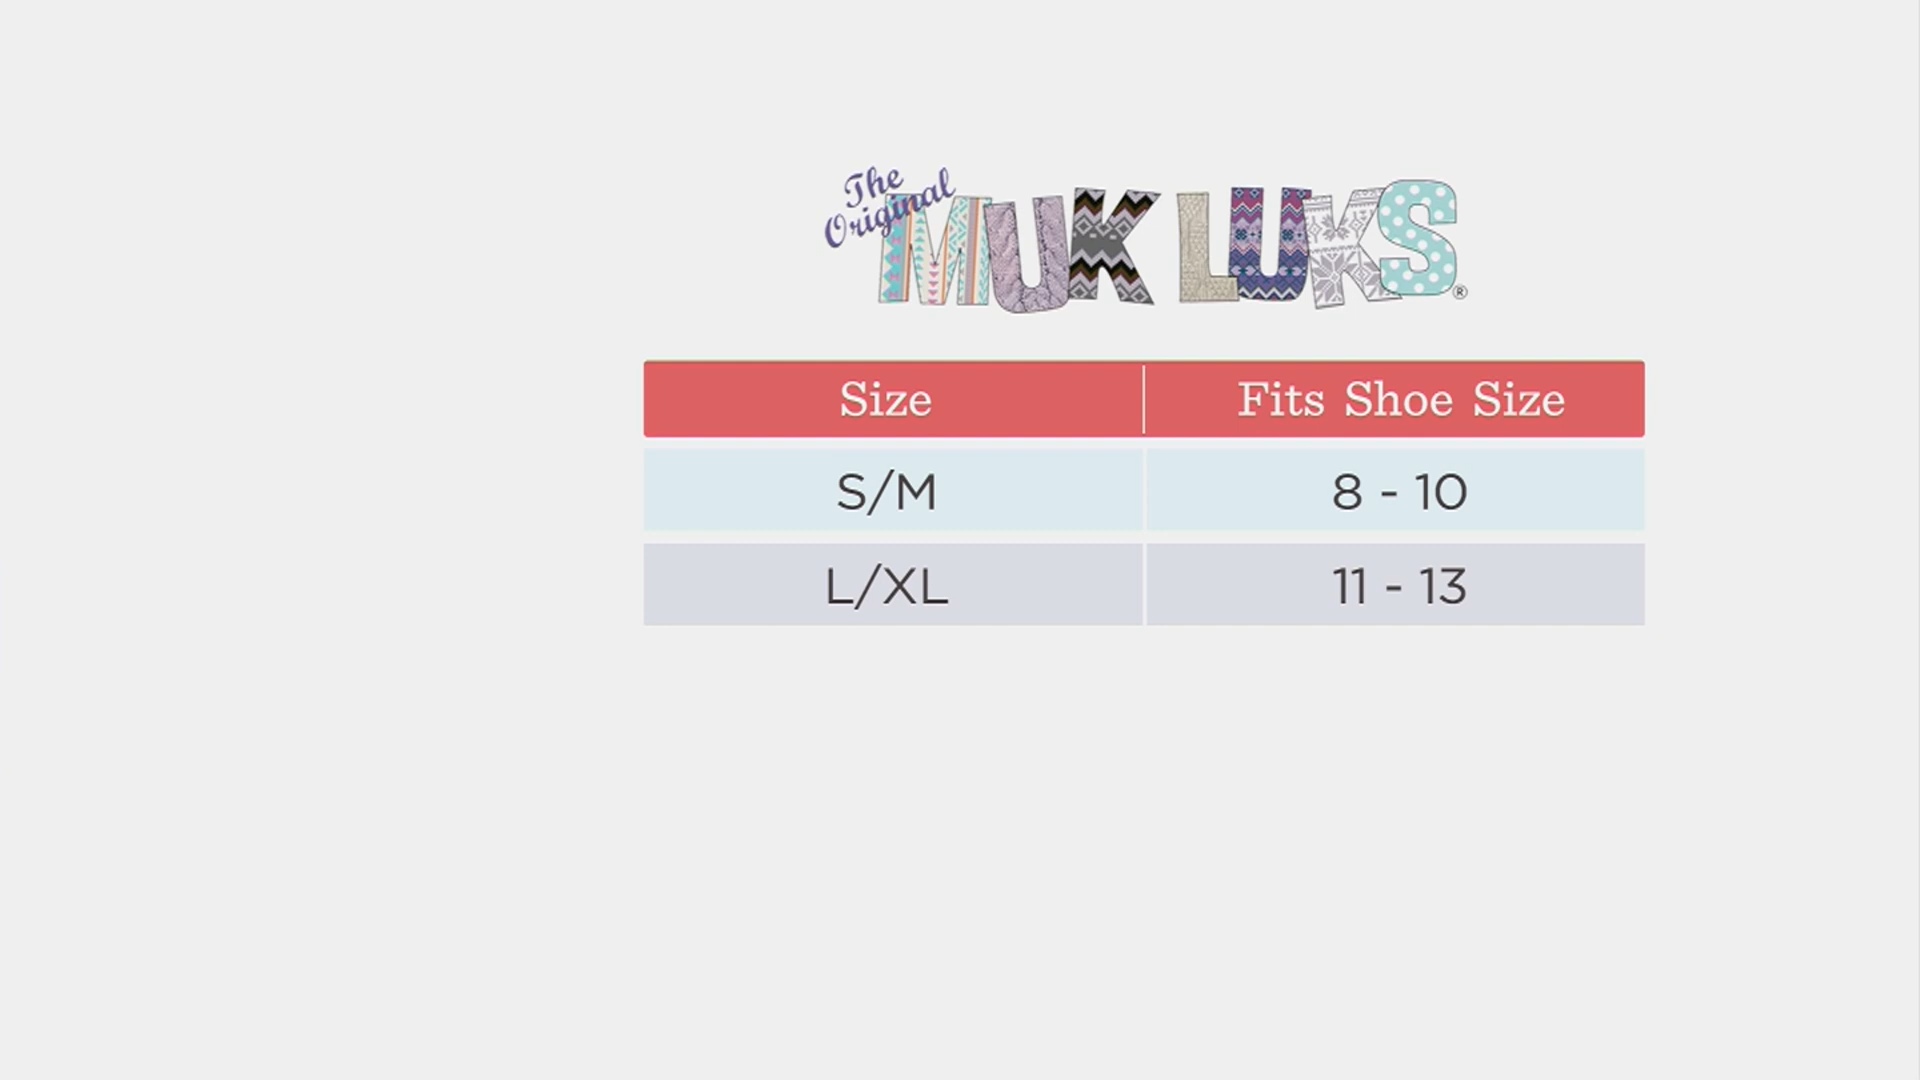 The
Original
MUK LUKS®
Size Fits Shoe Size
S/M 8 - 10
L/XL 11 - 13